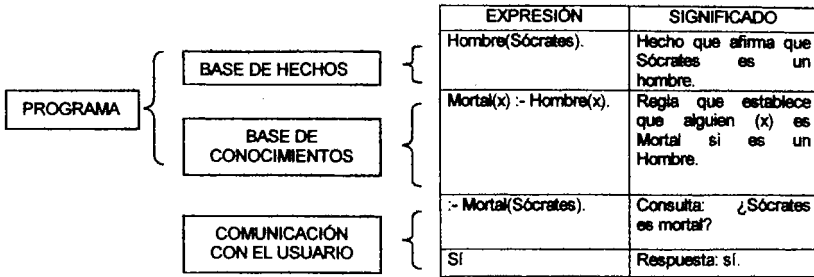 EXPRESIÓN
SIGNIFICADO
PROGRAMA
BASE DE HECHOS
Hombre(Sócrates).
Hecho que afirma que
Sócrates es un
hombre.
BASE DE
CONOCIMIENTOS
Mortal(x) :- Hombre(x).
Regla que establece
que alguien (x) es
Mortal si es un
Hombre.
COMUNICACIÓN
CON EL USUARIO
:- Mortal(Sócrates).
Consulta: ¿Sócrates
es mortal?
SÍ
Respuesta: sí.